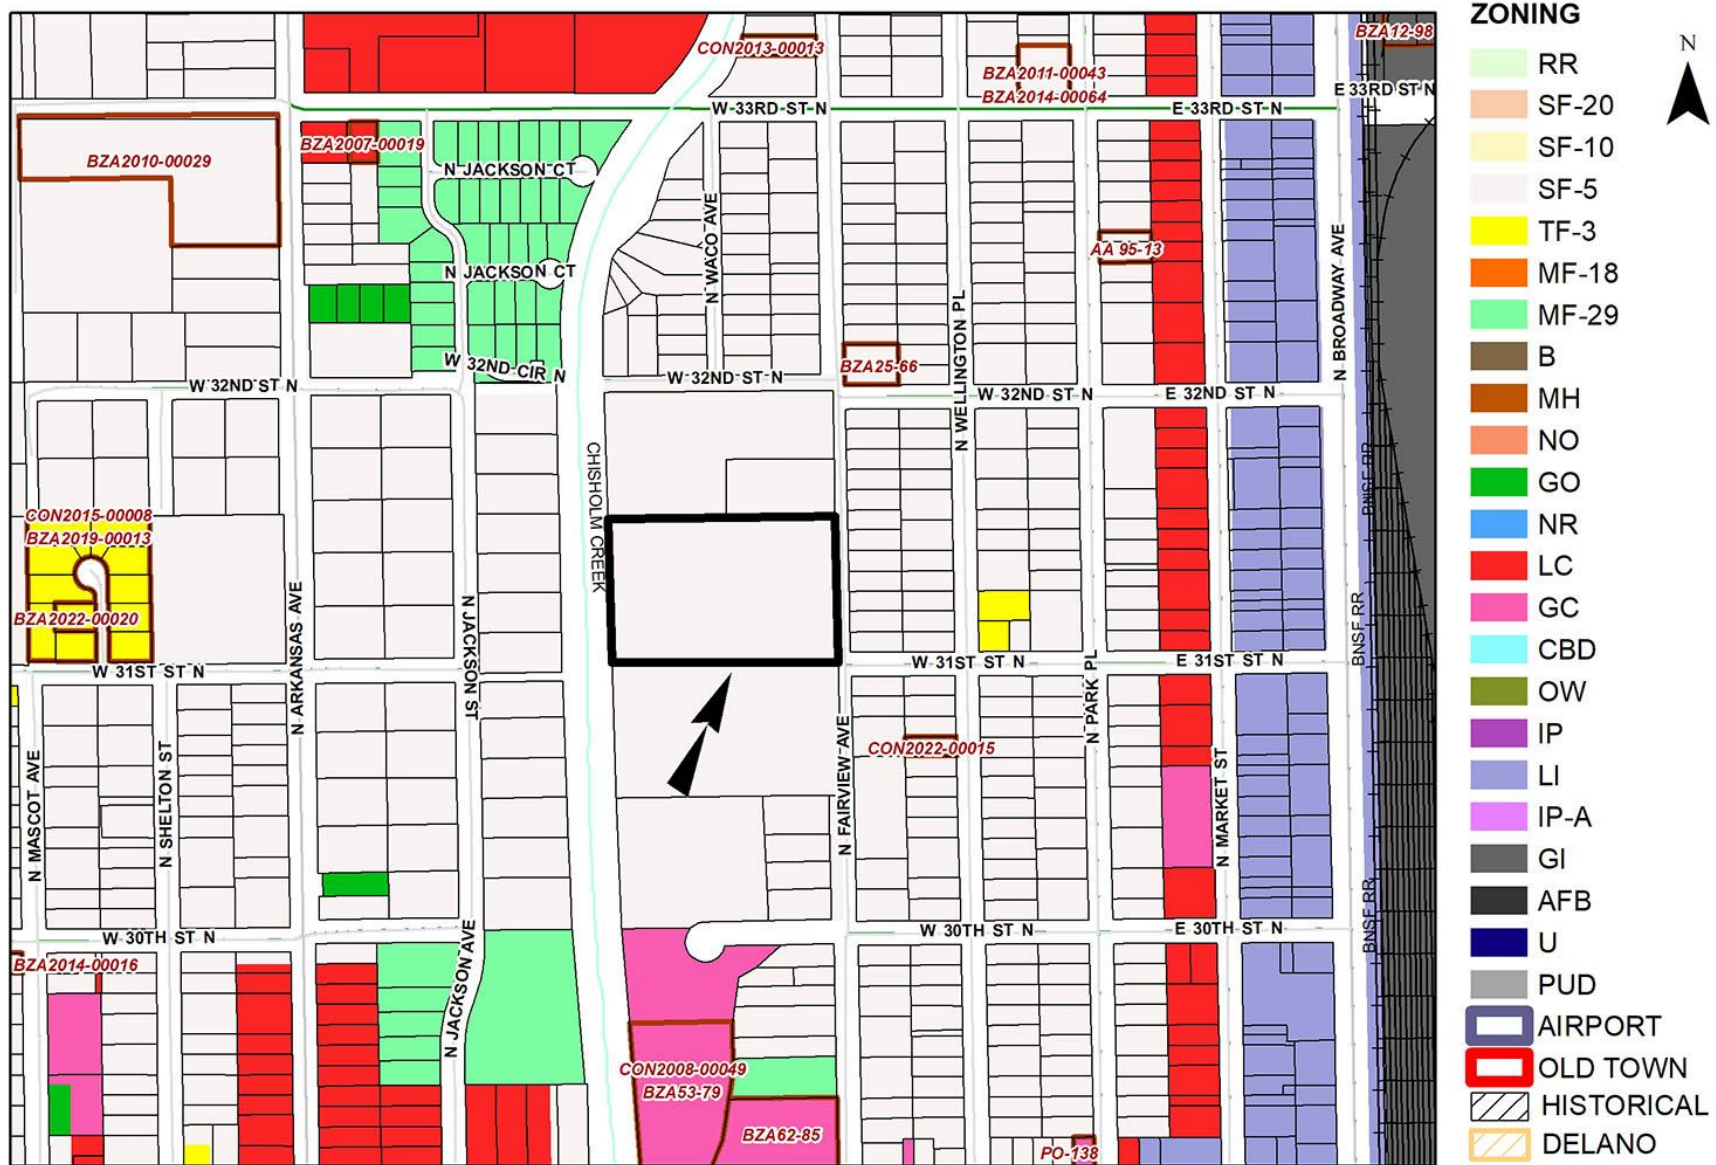 CON2013-00013
BZA12-98
BZA2011-00043
BZA2014-00064
E 33RD ST N
W 33RD ST N
E 33RD ST N
BZA2007-00019
BZA2010-00029
N JACKSON CT
N WACO AVE
AA 95-13
N JACKSON CT
N BROADWAY AVE
N WELLINGTON PL
W 32ND CIR N
BZA25-66
W 32ND ST N
W 32ND ST N
W 32ND ST N
E 32ND ST N
CHISHOLM CREEK
BNSF RR
CON2015-00008
BZA2019-00013
BZA2022-00020
N ARKANSAS AVE
N JACKSON ST
BNSF RR
W 31ST ST N
W 31ST ST N
E 31ST ST N
N PARK PL
N MASCOT AVE
N SHELTON ST
N FAIRVIEW AVE
CON2022-00015
N MARKET ST
BNSF RR
W 30TH ST N
W 30TH ST N
E 30TH ST N
BZA2014-00016
N JACKSON AVE
CON2008-00049
BZA53-79
BZA62-85
PO-138
ZONING
N
RR
SF-20
SF-10
SF-5
TF-3
MF-18
MF-29
B
MH
NO
GO
NR
LC
GC
CBD
OW
IP
LI
IP-A
GI
AFB
U
PUD
AIRPORT
OLD TOWN
HISTORICAL
DELANO